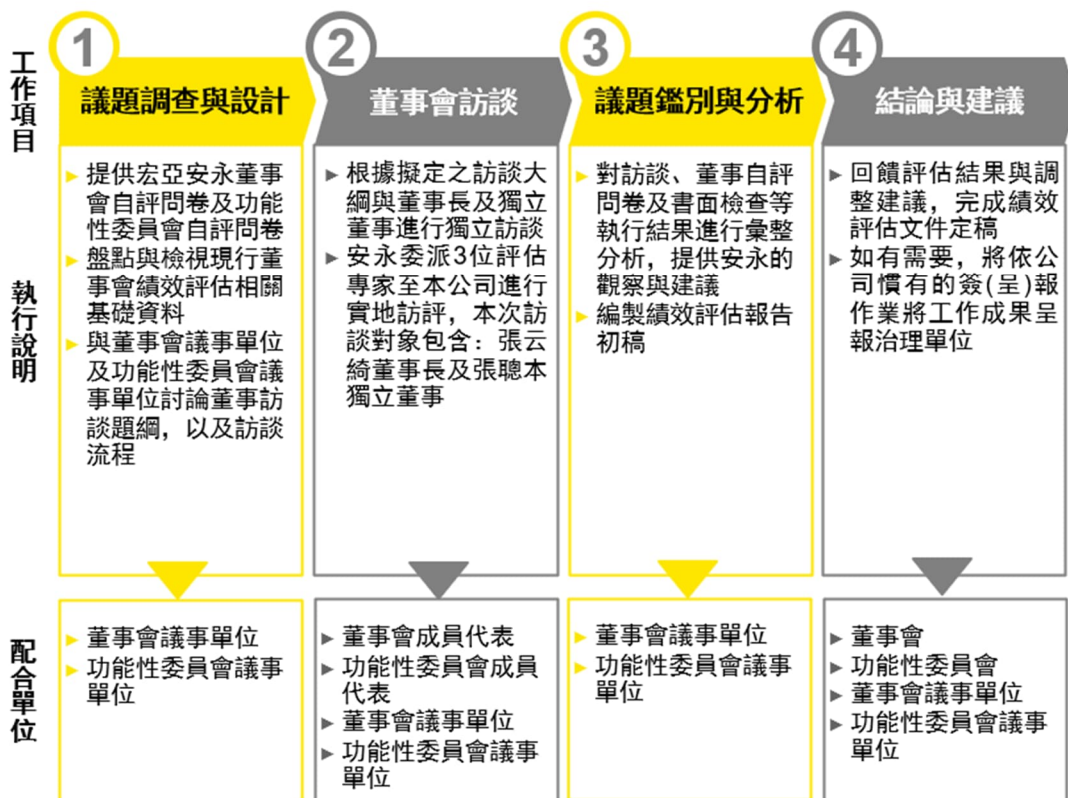 工作項目
1
議題調查與設計
2
董事會訪談
3
議題鑑別與分析
4
結論與建議
執行說明
提供宏亞安永董事
會自評問卷及功能
性委員會自評問卷
盤點與檢視現行董
事會績效評估相關
基礎資料
與董事會議事單位
及功能性委員會議
事單位討論董事訪
談題綱，以及訪談
流程
根據擬定之訪談大
綱與董事長及獨立
董事進行獨立訪談
安永委派3位評估
專家至本公司進行
實地訪評，本次訪
談對象包含：張云
綺董事長及張聰本
獨立董事
對訪談、董事自評
問卷及書面檢查等
執行結果進行彙整
分析，提供安永的
觀察與建議
編製績效評估報告
初稿
回饋評估結果與調
整建議，完成績效
評估文件定稿
如有需要，將依公
司慣有的簽(呈)報
作業將工作成果呈
報治理單位
配合單位
董事會議事單位
功能性委員會議事
單位
董事會成員代表
功能性委員會成員
代表
董事會議事單位
功能性委員會議事
單位
董事會議事單位
功能性委員會議事
單位
董事會
功能性委員會
董事會議事單位
功能性委員會議事
單位